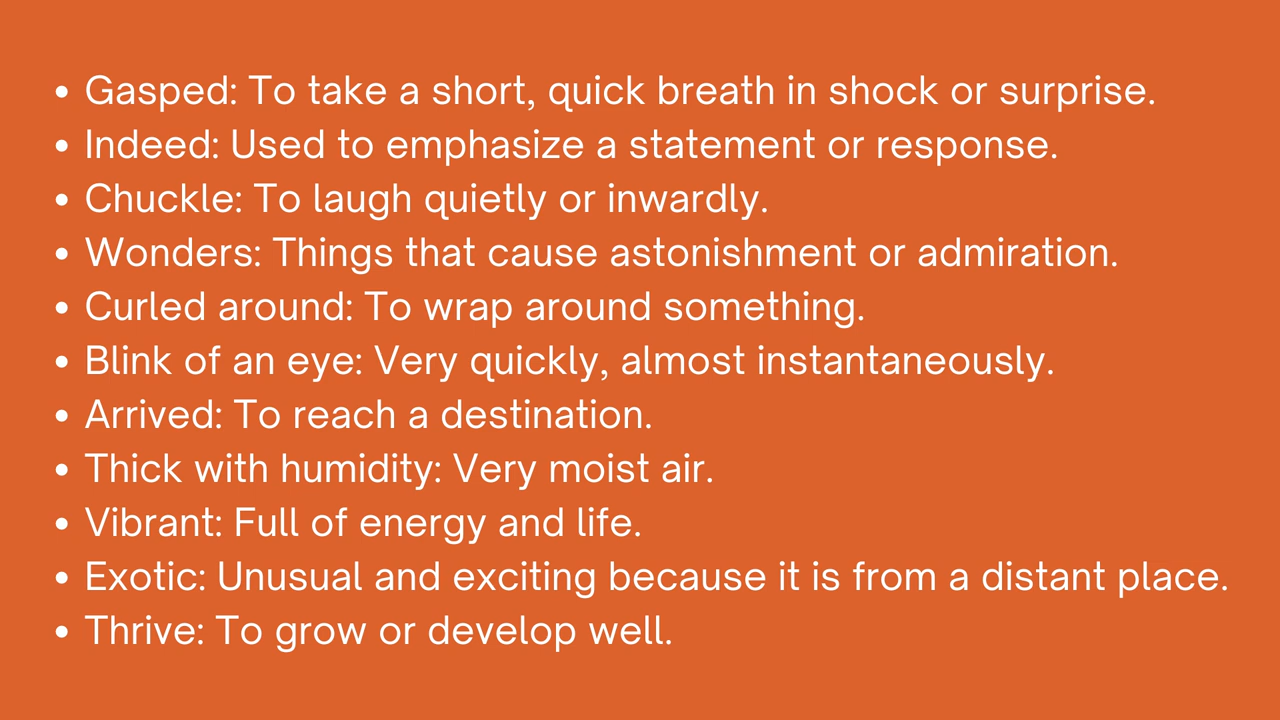 • Gasped: To take a short, quick breath in shock or surprise.
• Indeed: Used to emphasize a statement or response.
• Chuckle: To laugh quietly or inwardly.
• Wonders: Things that cause astonishment or admiration.
• Curled around: To wrap around something.
• Blink of an eye: Very quickly, almost instantaneously.
• Arrived: To reach a destination.
• Thick with humidity: Very moist air.
• Vibrant: Full of energy and life.
• Exotic: Unusual and exciting because it is from a distant place.
• Thrive: To grow or develop well.